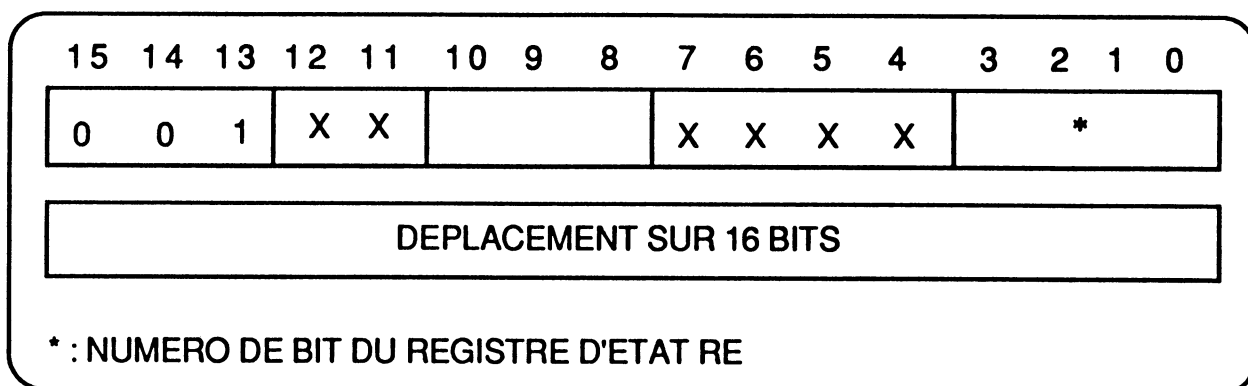 15 14 13 12 11 10 9 8 7 6 5 4 3 2 1 0
0 0 1 X X X X X X *
DEPLACEMENT SUR 16 BITS
* : NUMERO DE BIT DU REGISTRE D'ETAT RE